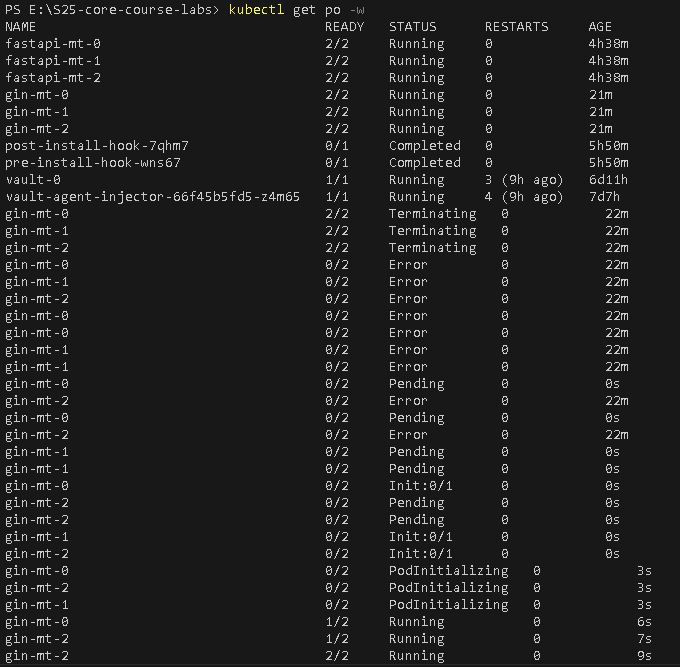 PS E:\S25-core-course-labs> kubectl get po -w
NAME READY STATUS RESTARTS AGE
fastapi-mt-0 2/2 Running 0 4h38m
fastapi-mt-1 2/2 Running 0 4h38m
fastapi-mt-2 2/2 Running 0 4h38m
gin-mt-0 2/2 Running 0 21m
gin-mt-1 2/2 Running 0 21m
gin-mt-2 2/2 Running 0 21m
post-install-hook-7qhm7 0/1 Completed 0 5h50m
pre-install-hook-wns67 0/1 Completed 0 5h50m
vault-0 1/1 Running 3 (9h ago) 6d11h
vault-agent-injector-66f45b5fd5-z4m65 1/1 Running 4 (9h ago) 7d7h
gin-mt-0 2/2 Terminating 0 22m
gin-mt-1 2/2 Terminating 0 22m
gin-mt-2 2/2 Terminating 0 22m
gin-mt-0 0/2 Error 0 22m
gin-mt-1 0/2 Error 0 22m
gin-mt-2 0/2 Error 0 22m
gin-mt-0 0/2 Error 0 22m
gin-mt-0 0/2 Error 0 22m
gin-mt-1 0/2 Error 0 22m
gin-mt-1 0/2 Error 0 22m
gin-mt-0 0/2 Pending 0 0s
gin-mt-2 0/2 Error 0 22m
gin-mt-0 0/2 Pending 0 0s
gin-mt-2 0/2 Error 0 22m
gin-mt-1 0/2 Pending 0 0s
gin-mt-1 0/2 Pending 0 0s
gin-mt-0 0/2 Init:0/1 0 0s
gin-mt-2 0/2 Pending 0 0s
gin-mt-2 0/2 Pending 0 0s
gin-mt-1 0/2 Init:0/1 0 0s
gin-mt-2 0/2 Init:0/1 0 0s
gin-mt-0 0/2 PodInitializing 0 3s
gin-mt-2 0/2 PodInitializing 0 3s
gin-mt-1 0/2 PodInitializing 0 3s
gin-mt-0 1/2 Running 0 6s
gin-mt-2 1/2 Running 0 7s
gin-mt-2 2/2 Running 0 9s